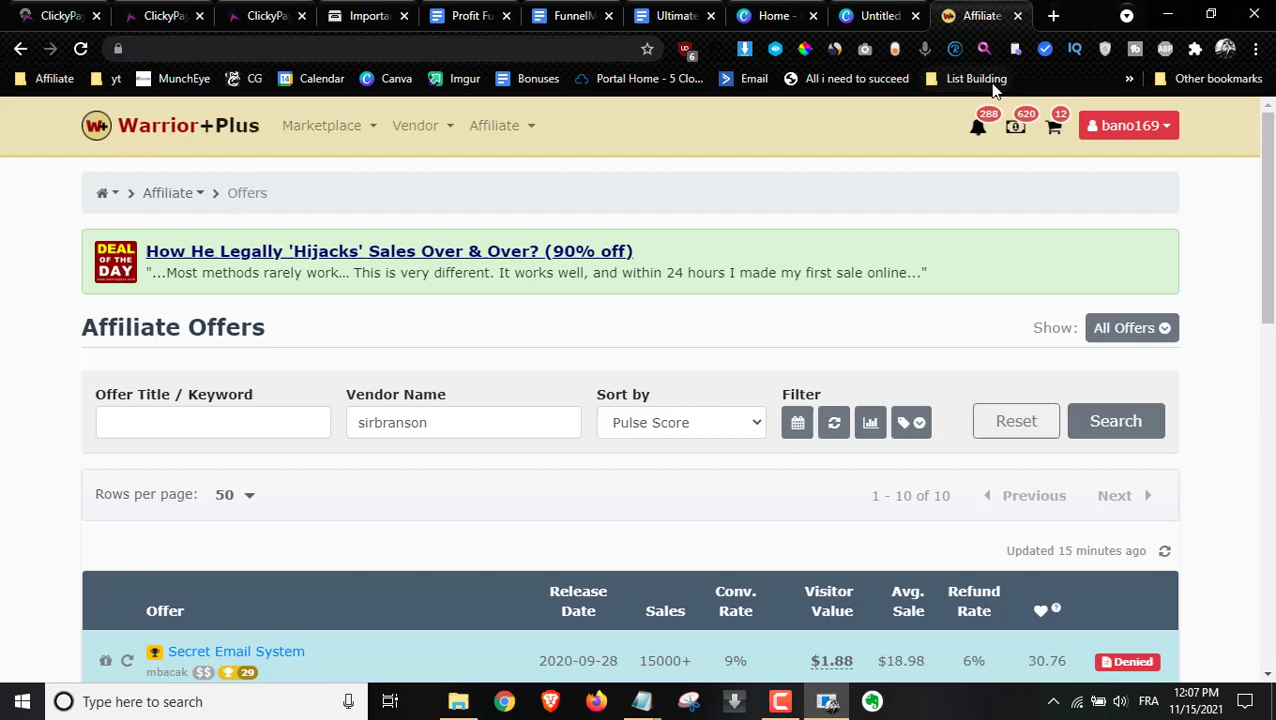 ClickyPay
ClickyPay
ClickyPay
Importa
Profit Fu
FunnelM
Ultimate
Home -
Untitled
Affiliate
6
Affiliate
yt
MunchEye
CG
Calendar
Canva
Imgur
Bonuses
Portal Home - 5 Clo...
Email
All i need to succeed
List Building
»
Other bookmarks
W+ Warrior+Plus
Marketplace
Vendor
Affiliate
288
620
12
bano169
Affiliate
Offers
DEAL OF THE DAY
How He Legally 'Hijacks' Sales Over & Over? (90% off)
"...Most methods rarely work... This is very different. It works well, and within 24 hours I made my first sale online..."
Affiliate Offers
Show:
All Offers
Offer Title / Keyword
Vendor Name
Sort by
Filter
sirbranson
Pulse Score
Reset
Search
Rows per page: 50
1 - 10 of 10
Previous
Next
Updated 15 minutes ago
Offer
Release Date
Sales
Conv. Rate
Visitor Value
Avg. Sale
Refund Rate
Secret Email System
mbacak
$$
29
2020-09-28
15000+
9%
$1.88
$18.98
6%
30.76
Denied
Type here to search
FRA
12:07 PM
11/15/2021